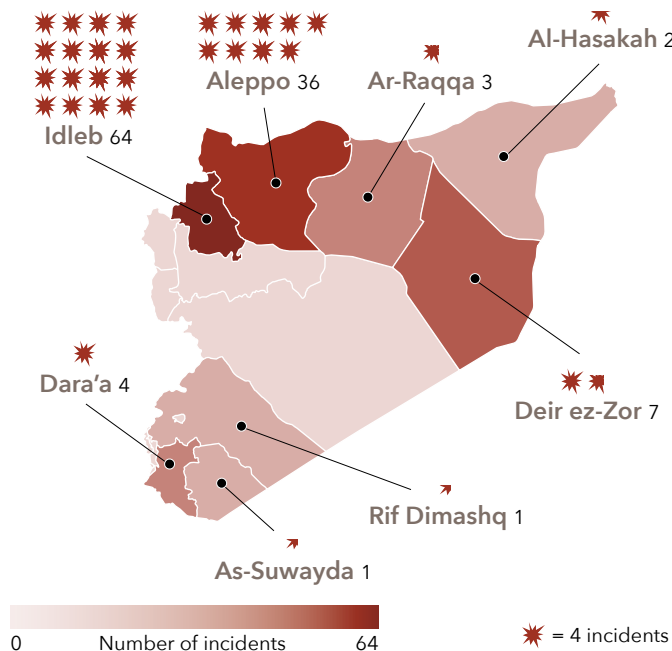 Al-Hasakah 2
Aleppo 36
Ar-Raqqa 3
Idleb 64
Dara'a 4
Deir ez-Zor 7
Rif Dimashq 1
As-Suwayda 1
0 Number of incidents 64
= 4 incidents